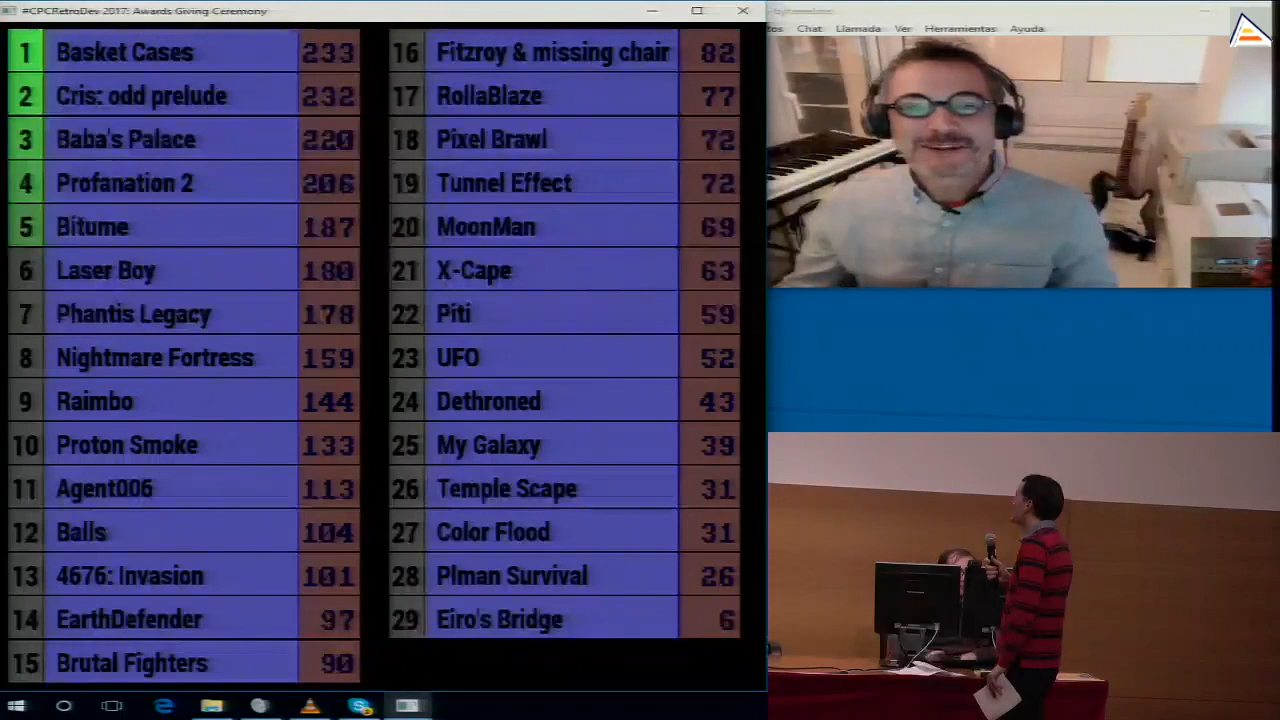 #CPCRetroDev 2017: Awards Giving Ceremony
1 Basket Cases 233
2 Cris: odd prelude 232
3 Baba's Palace 220
4 Profanation 2 206
5 Bitume 187
6 Laser Boy 180
7 Phantis Legacy 178
8 Nightmare Fortress 159
9 Raimbo 144
10 Proton Smoke 133
11 Agent006 113
12 Balls 104
13 4676: Invasion 101
14 EarthDefender 97
15 Brutal Fighters 90
16 Fitzroy & missing chair 82
17 RollaBlaze 77
18 Pixel Brawl 72
19 Tunnel Effect 72
20 MoonMan 69
21 X-Cape 63
22 Piti 59
23 UFO 52
24 Dethroned 43
25 My Galaxy 39
26 Temple Scape 31
27 Color Flood 31
28 Plman Survival 26
29 Eiro's Bridge 6
tos Chat Llamada Ver Herramientas Ayuda